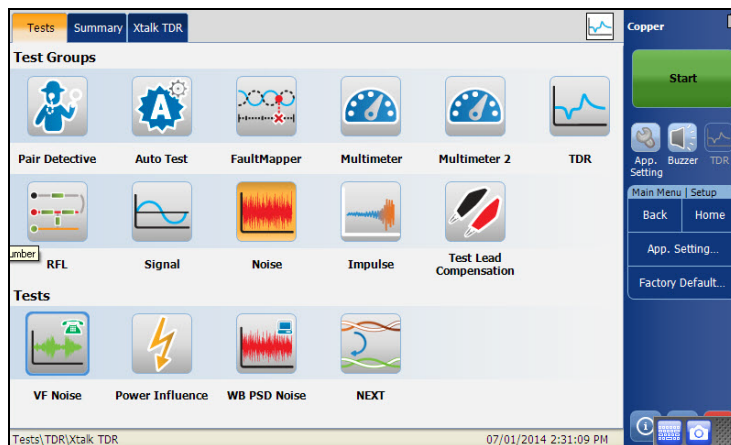 Tests Summary Xtalk TDR
Copper
Test Groups
Start
Pair Detective Auto Test FaultMapper Multimeter Multimeter 2 TDR
App. Setting Buzzer TDR
Main Menu | Setup
Back Home
App. Setting...
Factory Default...
umber
RFL Signal Noise Impulse Test Lead Compensation
Tests
VF Noise Power Influence WB PSD Noise NEXT
Tests\TDR\Xtalk TDR 07/01/2014 2:31:09 PM